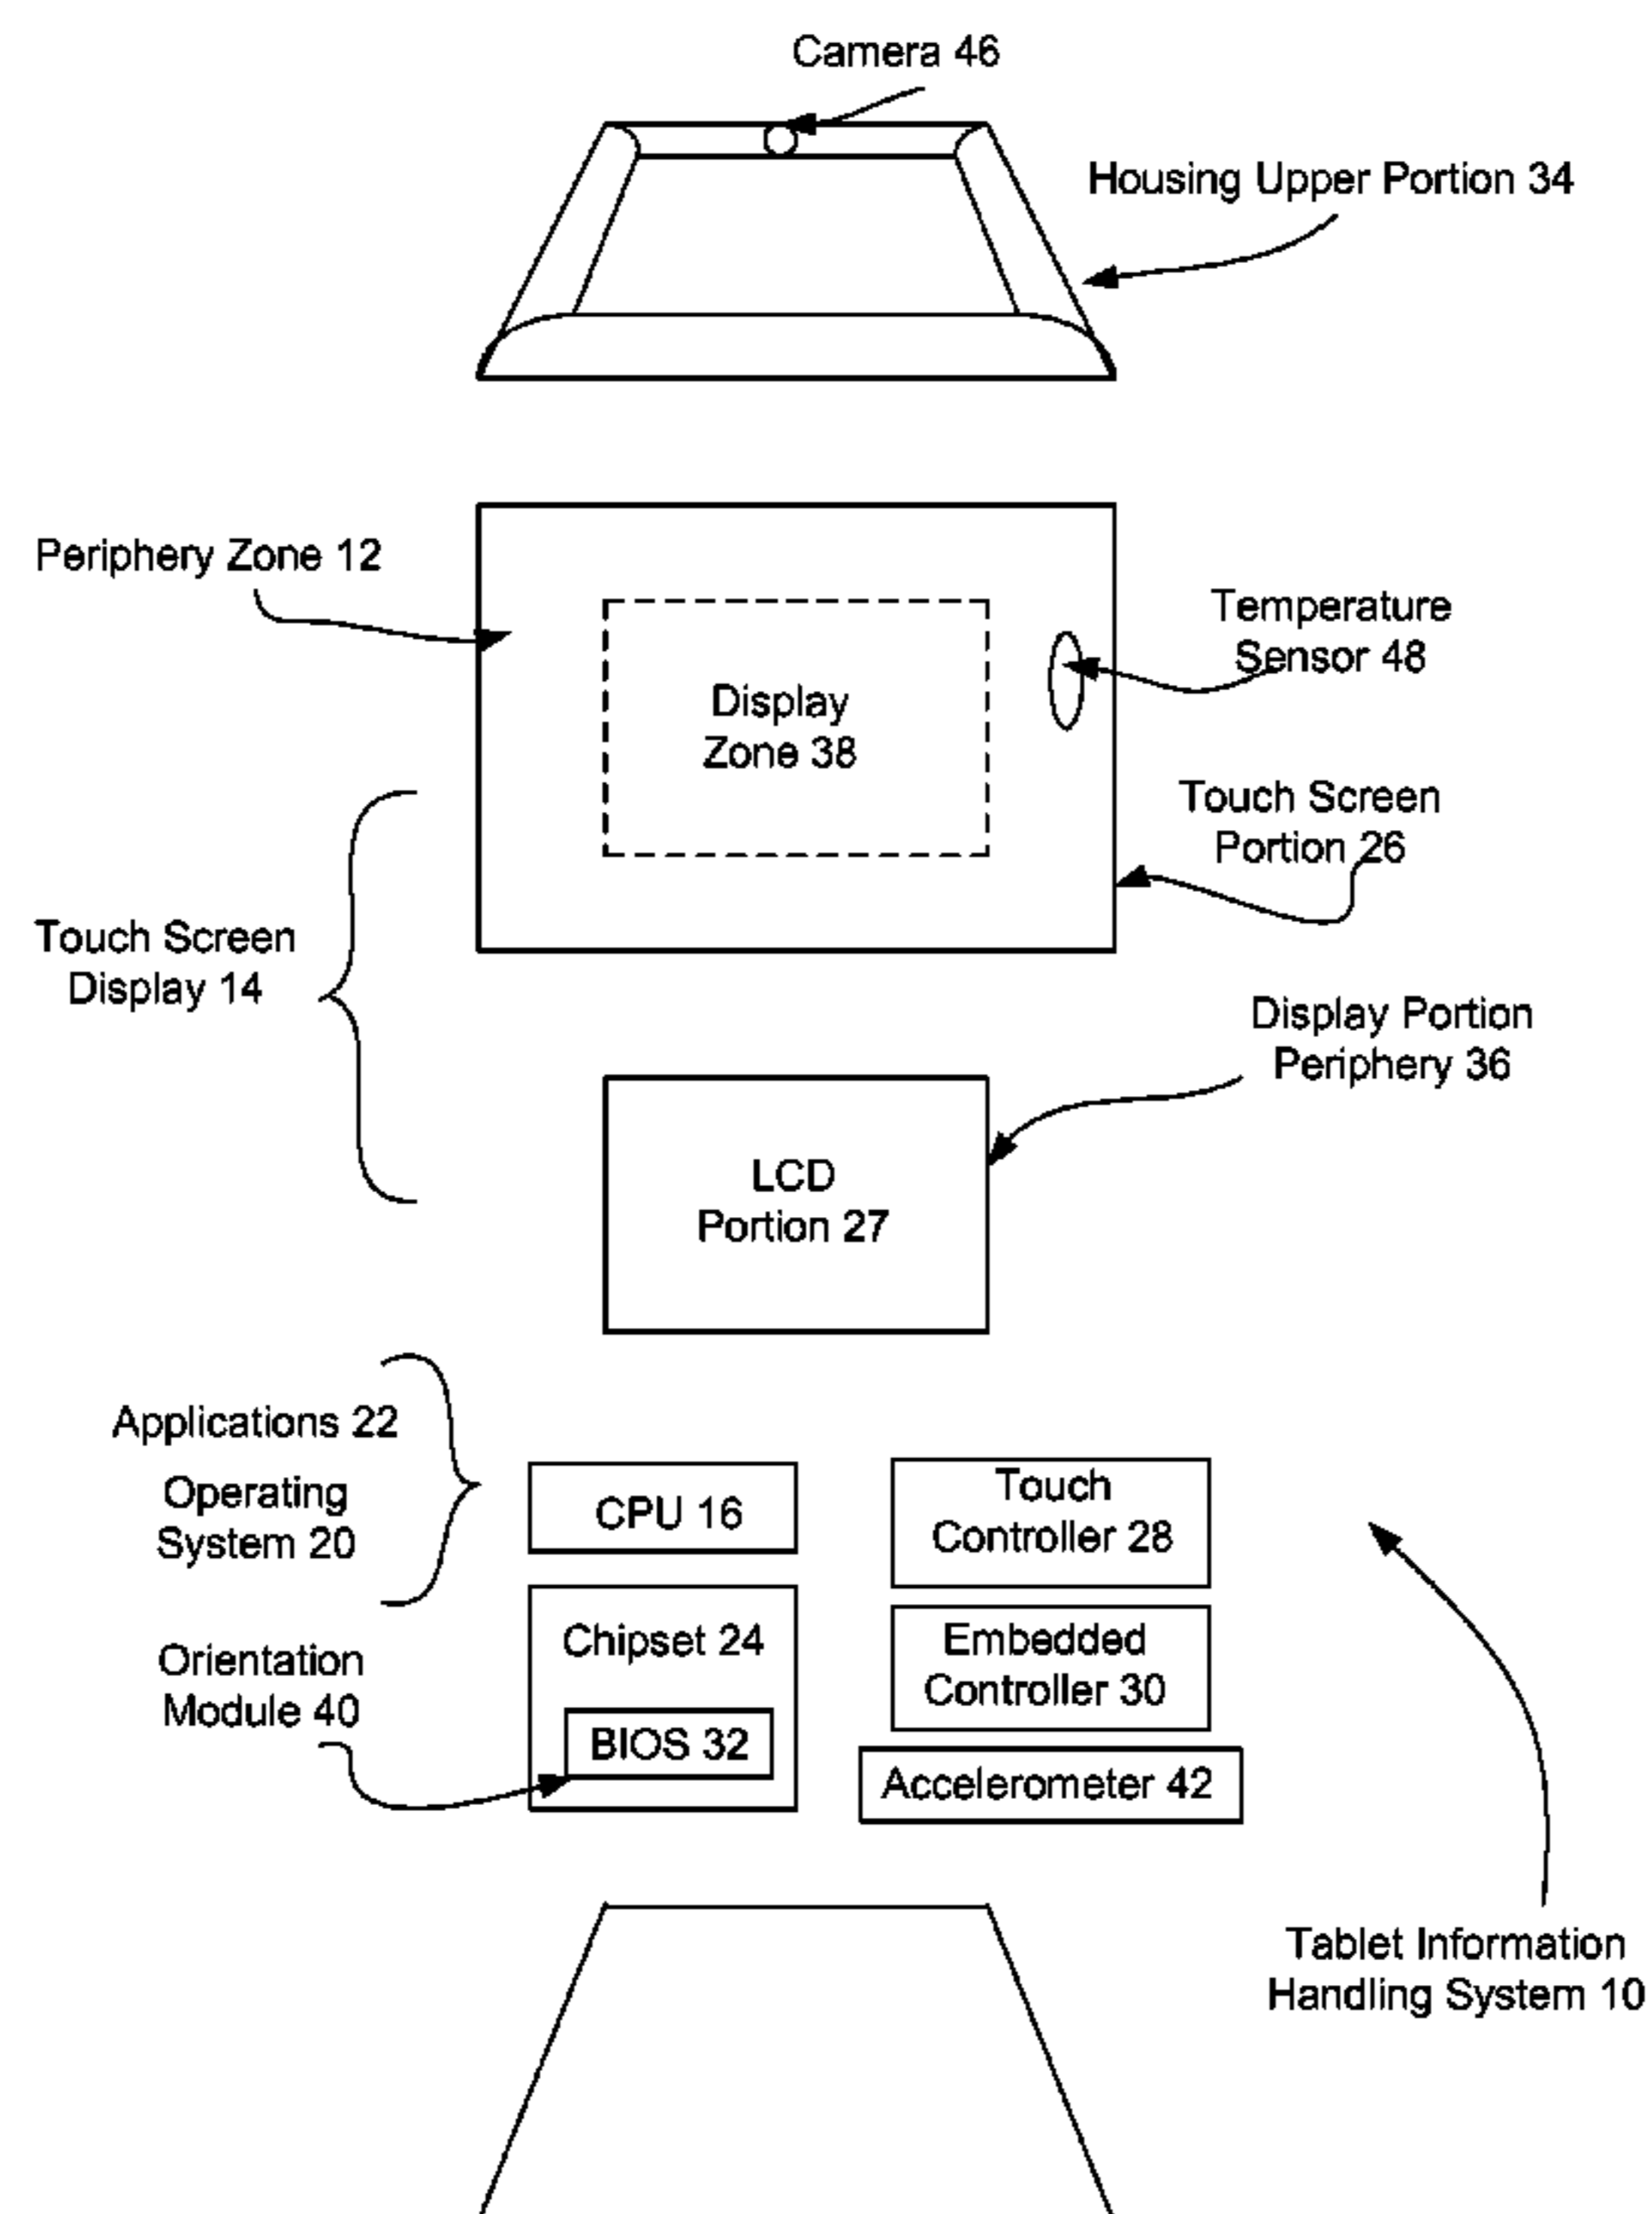 Camera 46
Housing Upper Portion 34
Periphery Zone 12
Temperature
Sensor 48
Display
Zone 38
Touch Screen
Portion 26
Touch Screen
Display 14
Display Portion
Periphery 36
LCD
Portion 27
Applications 22
Operating
System 20
CPU 16
Touch
Controller 28
Chipset 24
Embedded
Controller 30
Orientation
Module 40
BIOS 32
Accelerometer 42
Tablet Information
Handling System 10